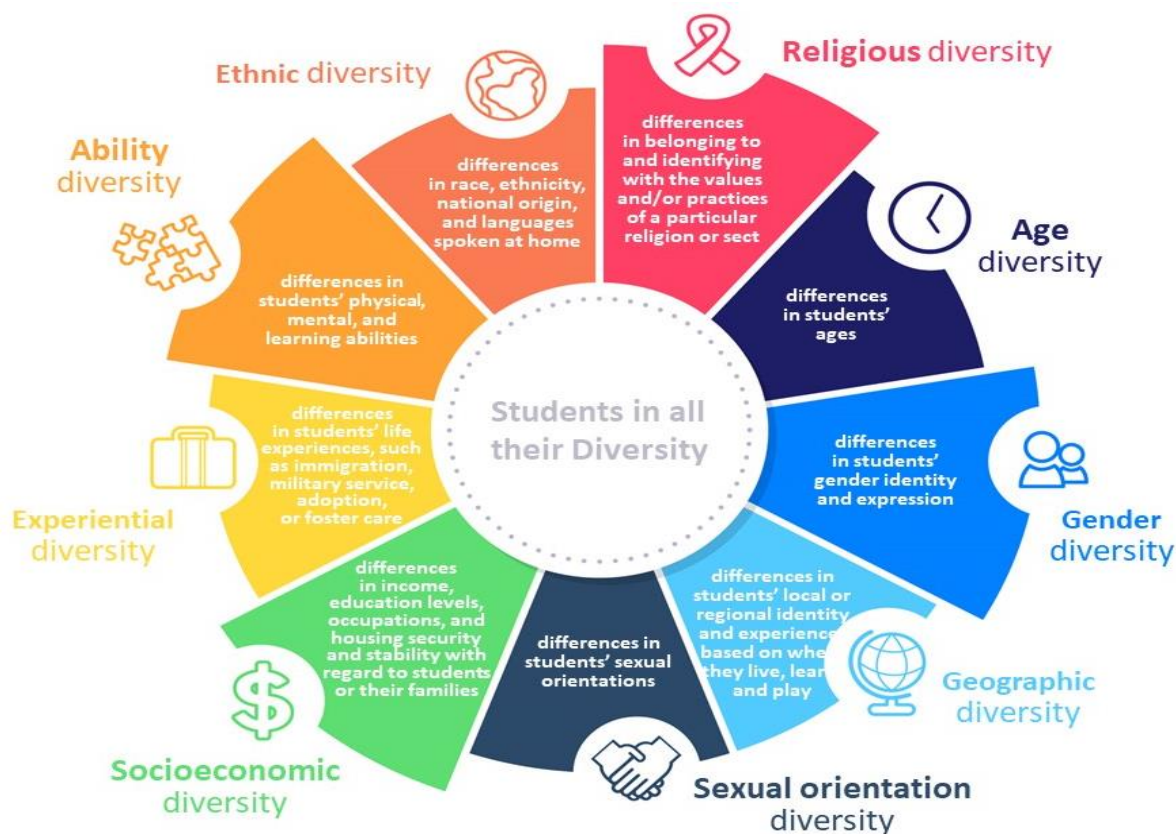 Students in all
their Diversity
Religious diversity
differences
in belonging to
and identifying
with the values
and/or practices
of a particular
religion or sect
Age
diversity
differences
in students’
ages
Gender
diversity
differences
in students’
gender identity
and expression
Geographic
diversity
differences in
students’ local or
regional identity
and experience
based on
they live,
and play
Sexual orientation
diversity
differences in
students’ sexual
orientations
Socioeconomic
diversity
differences
in income,
education levels,
occupations, and
housing security
and stability with
regard to students
or their families
Experiential
diversity
differences
in students’ life
experiences, such
as immigration,
military service,
adoption,
or foster care
Ability
diversity
differences in
students’ physical,
mental, and
learning abilities
Ethnic diversity
differences
in race, ethnicity,
national origin,
and languages
spoken at home